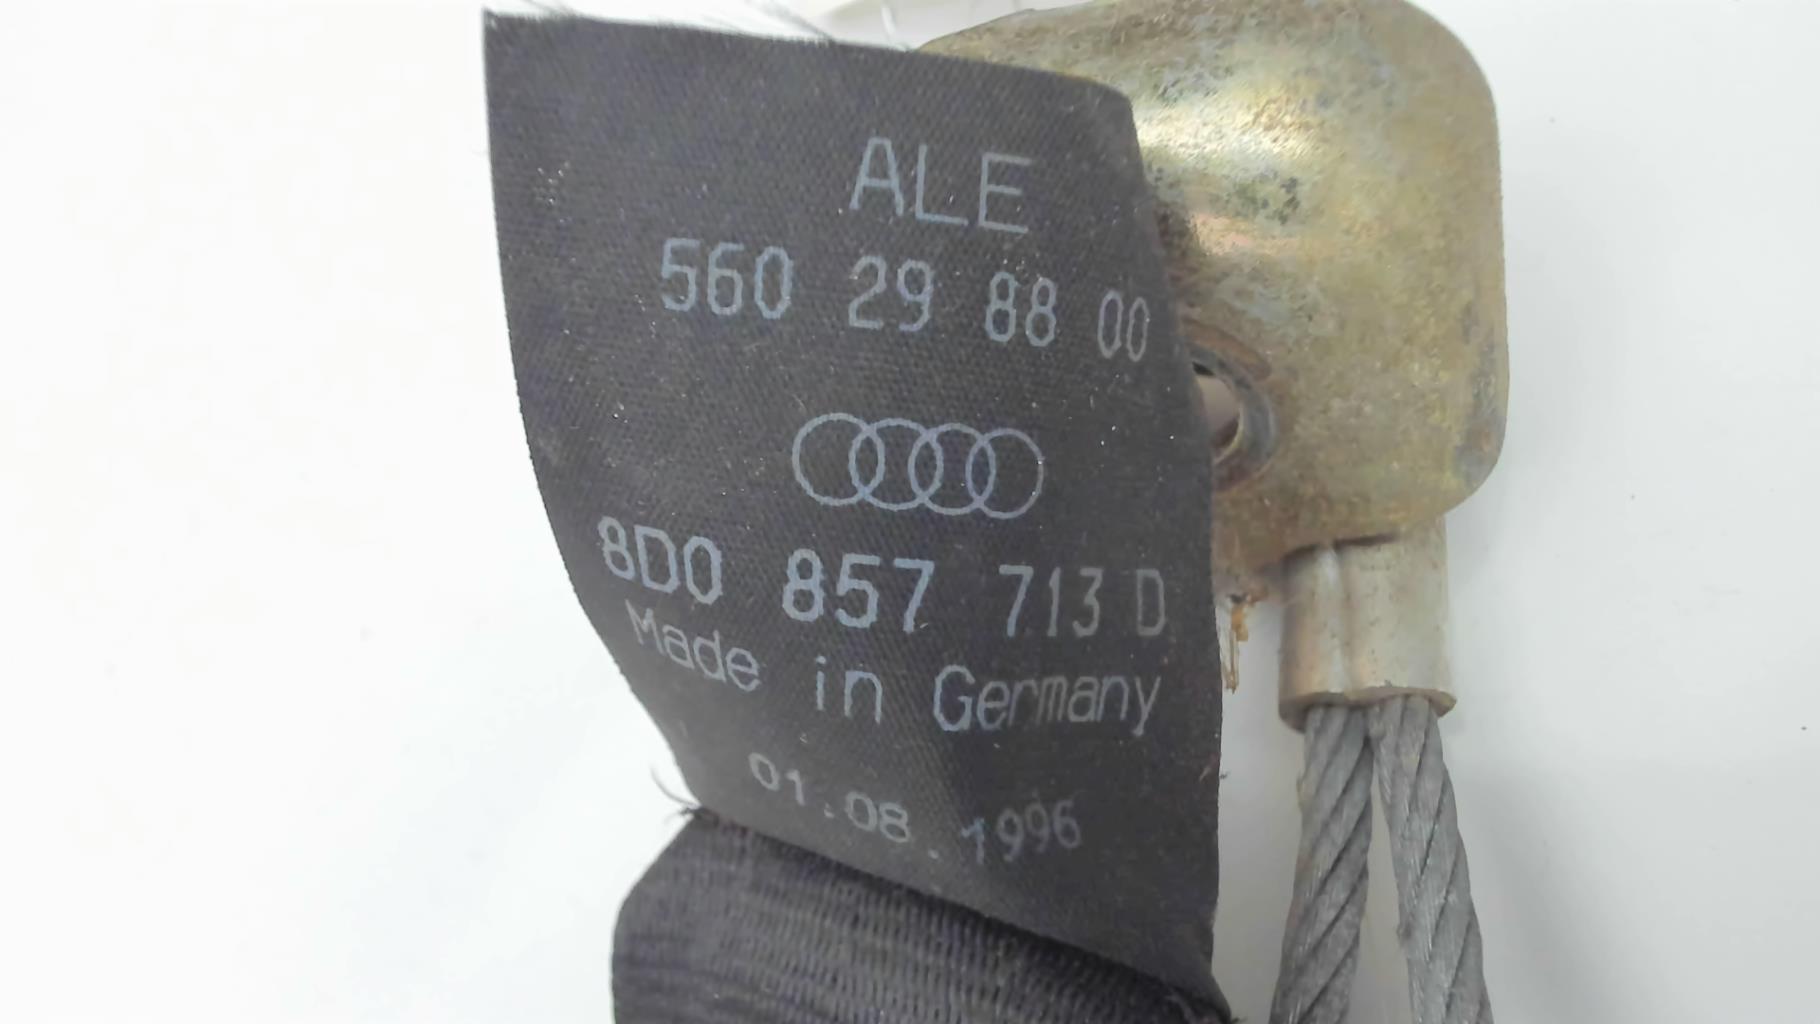 ALE
560 29 88 00
8D0 857 713 D
Made in Germany
01.08.1996